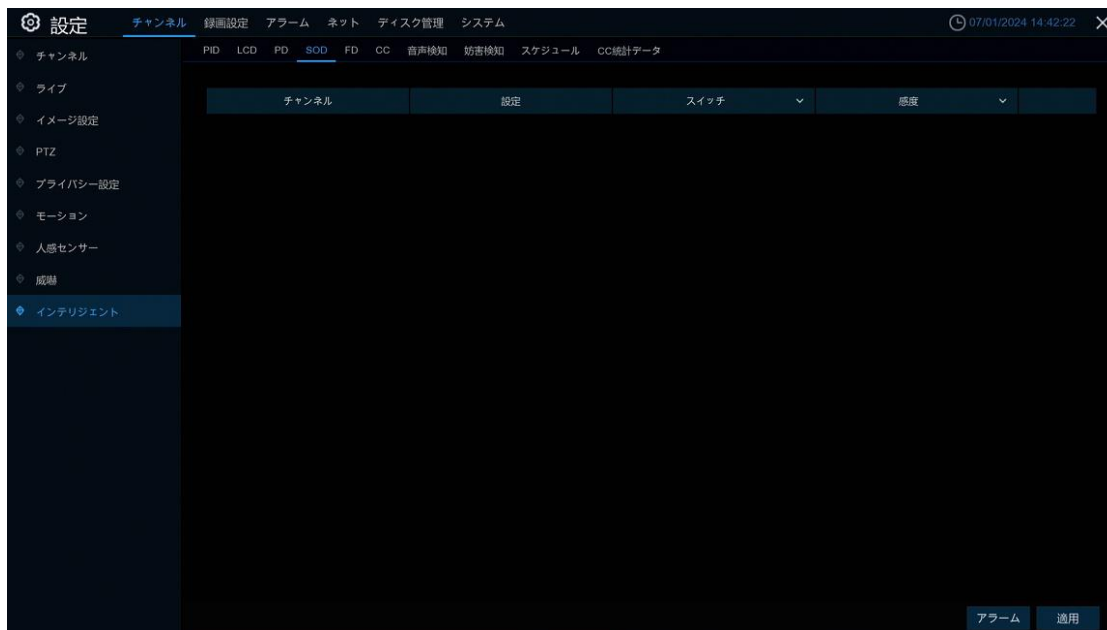 設定 チャンネル 録画設定 アラーム ネット ディスク管理 システム 07/01/2024 14:42:22
PID LCD PD SOD FD CC 音声検知 妨害検知 スケジュール CC統計データ
チャンネル
ライブ
イメージ設定
PTZ
プライバシー設定
モーション
人感センサー
威嚇
インテリジェント
チャンネル 設定 スイッチ 感度
アラーム 適用